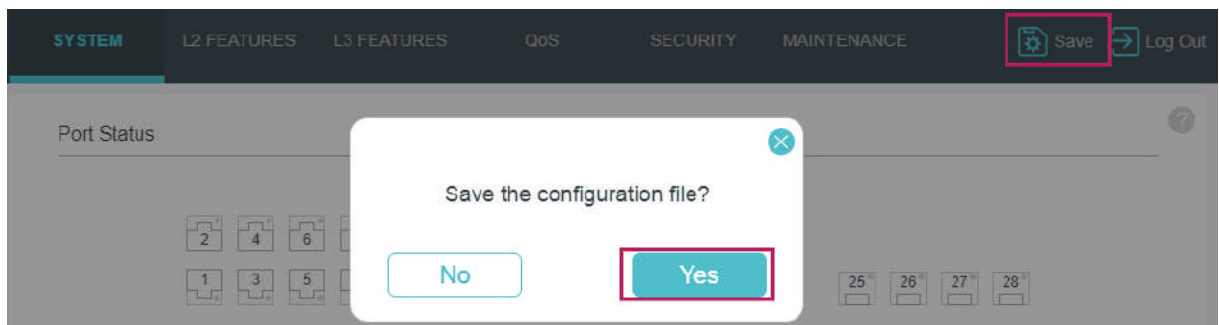 SYSTEM L2 FEATURES L3 FEATURES QoS SECURITY MAINTENANCE Save Log Out
Port Status ?
Save the configuration file?
2 4 6
No Yes
1 3 5 25 26 27 28